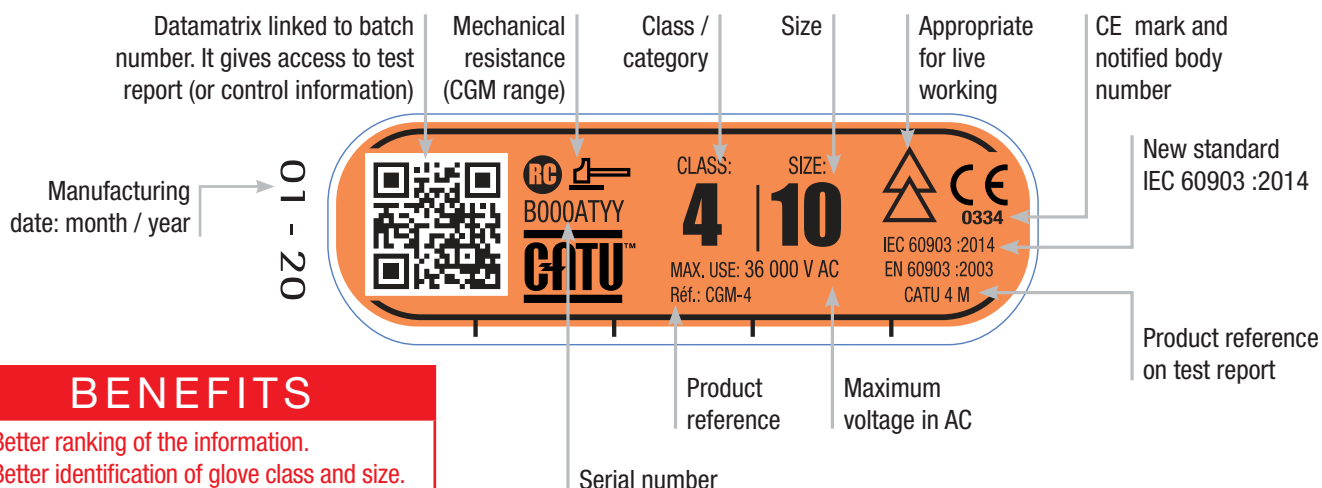 Datamatrix linked to batch
number. It gives access to test
report (or control information)
Mechanical
resistance
(CGM range)
Class /
category
Size
Appropriate
for live
working
CE mark and
notified body
number
New standard
IEC 60903 :2014
Manufacturing
date: month / year
01 - 20
RC
B000ATYY
CATU™
CLASS:
4
SIZE:
10
MAX. USE: 36 000 V AC
Réf.: CGM-4
CE
0334
IEC 60903 :2014
EN 60903 :2003
CATU 4 M
Product reference
on test report
Product
reference
Maximum
voltage in AC
Serial number
BENEFITS
Better ranking of the information.
Better identification of glove class and size.